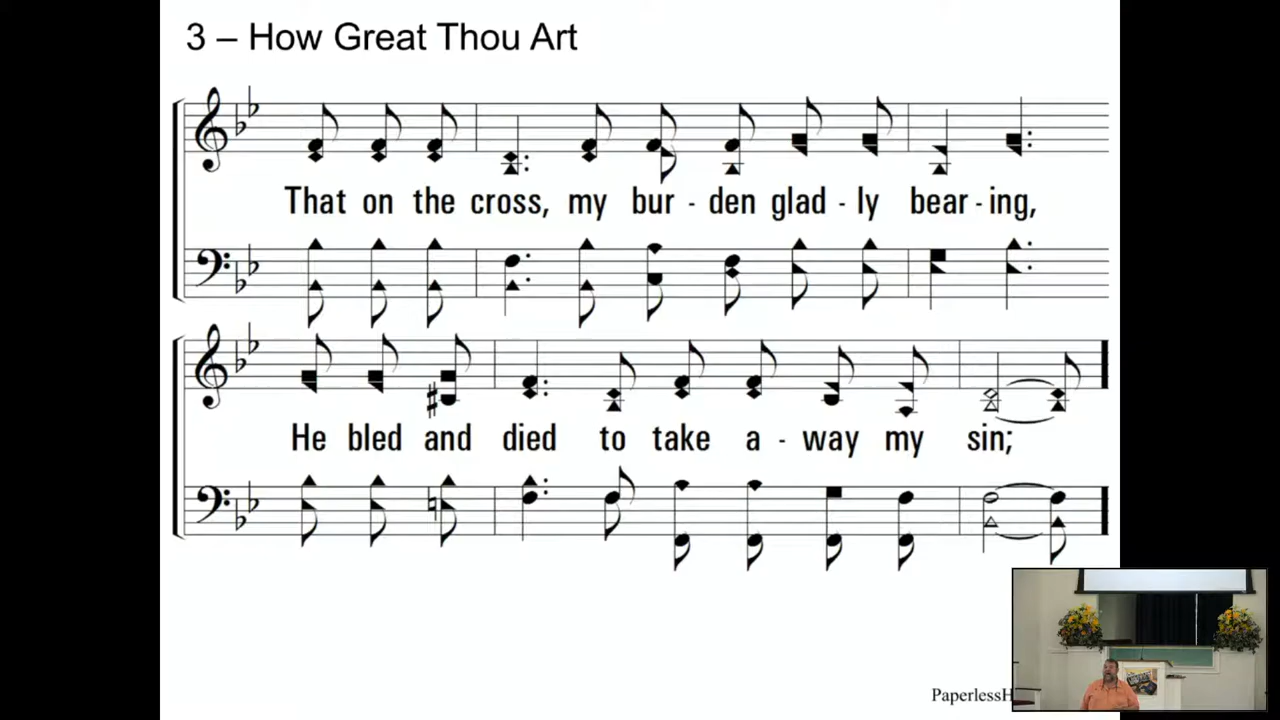 3 – How Great Thou Art
That on the cross, my bur - den glad - ly bear - ing,
He bled and died to take a - way my sin;